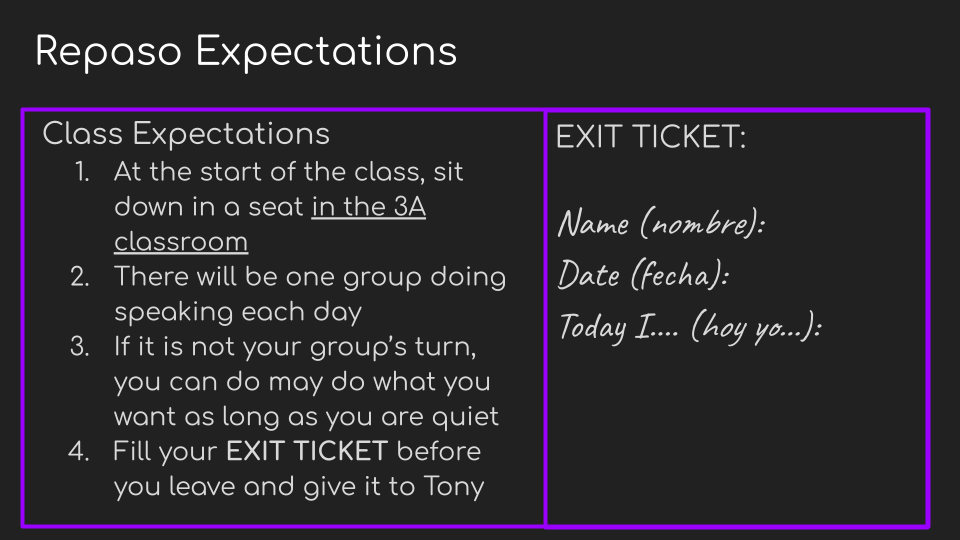 Repaso Expectations
Class Expectations
1. At the start of the class, sit
down in a seat in the 3A
classroom
2. There will be one group doing
speaking each day
3. If it is not your group's turn,
you can do may do what you
want as long as you are quiet
4. Fill your EXIT TICKET before
you leave and give it to Tony
EXIT TICKET:
Name (nombre):
Date (fecha):
Today I.... (hoy yo...):